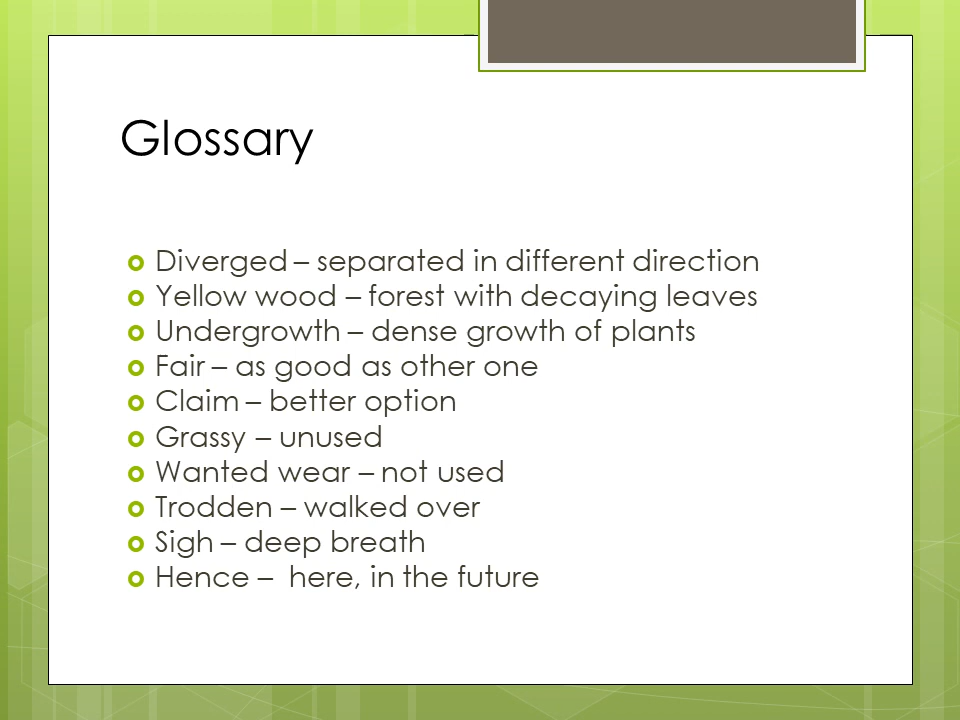 Glossary
Diverged – separated in different direction
Yellow wood – forest with decaying leaves
Undergrowth – dense growth of plants
Fair – as good as other one
Claim – better option
Grassy – unused
Wanted wear – not used
Trodden – walked over
Sigh – deep breath
Hence –  here, in the future